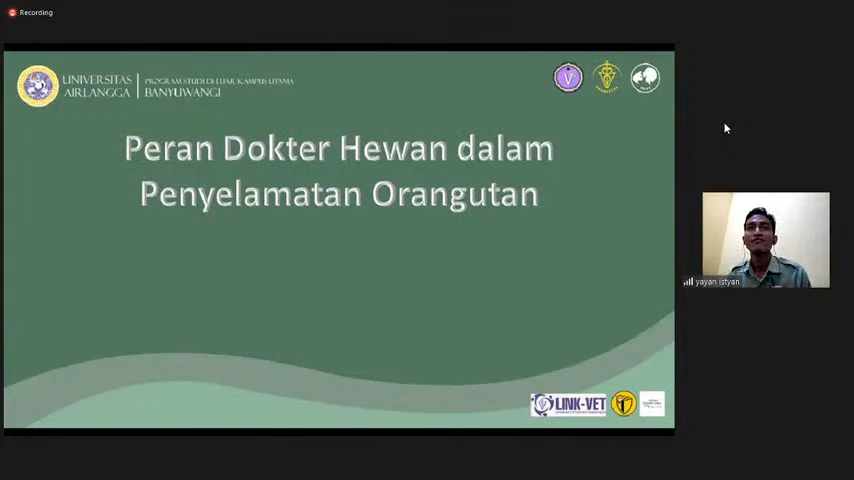 Recording
UNIVERSITAS
AIRLANGGA
PROGRAM STUDI DI LUAR KAMPUS UTAMA
BANYUWANGI
Peran Dokter Hewan dalam
Penyelamatan Orangutan
yayan istyan
LINK-VET